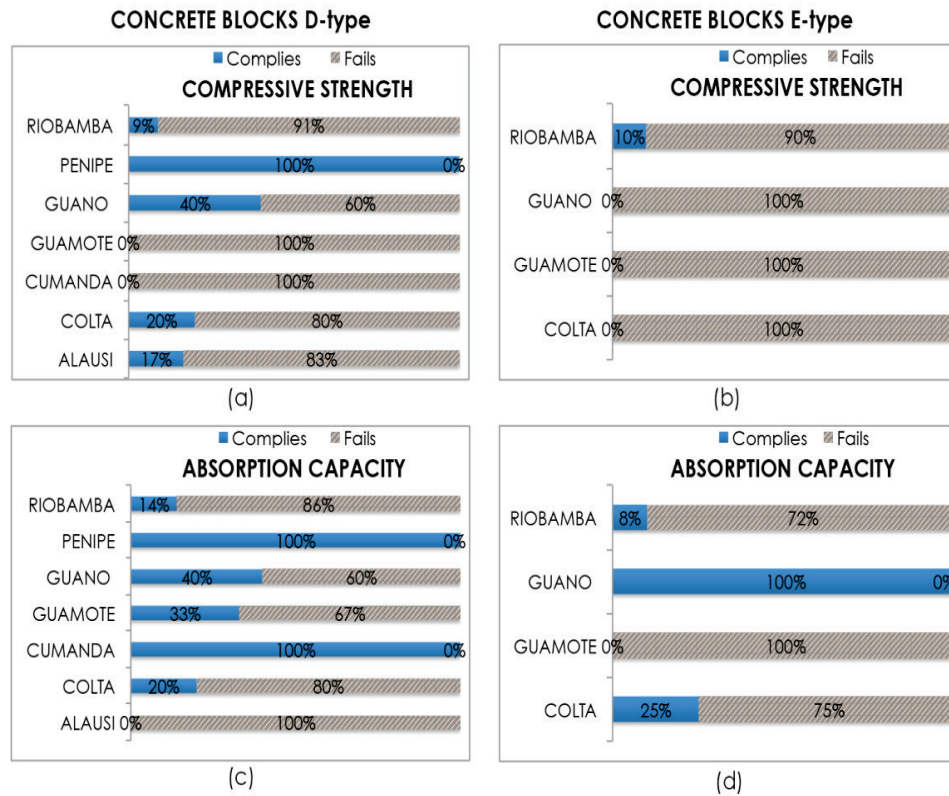 CONCRETE BLOCKS D-type
Complies Fails
COMPRESSIVE STRENGTH
RIOBAMBA 9% 91%
PENIPE 100% 0%
GUANO 40% 60%
GUAMOTE 0% 100%
CUMANDA 0% 100%
COLTA 20% 80%
ALAUSI 17% 83%
(a)
CONCRETE BLOCKS E-type
Complies Fails
COMPRESSIVE STRENGTH
RIOBAMBA 10% 90%
GUANO 0% 100%
GUAMOTE 0% 100%
COLTA 0% 100%
(b)
Complies Fails
ABSORPTION CAPACITY
RIOBAMBA 14% 86%
PENIPE 100% 0%
GUANO 40% 60%
GUAMOTE 33% 67%
CUMANDA 100% 0%
COLTA 20% 80%
ALAUSI 0% 100%
(c)
Complies Fails
ABSORPTION CAPACITY
RIOBAMBA 8% 72%
GUANO 100% 0%
GUAMOTE 0% 100%
COLTA 25% 75%
(d)